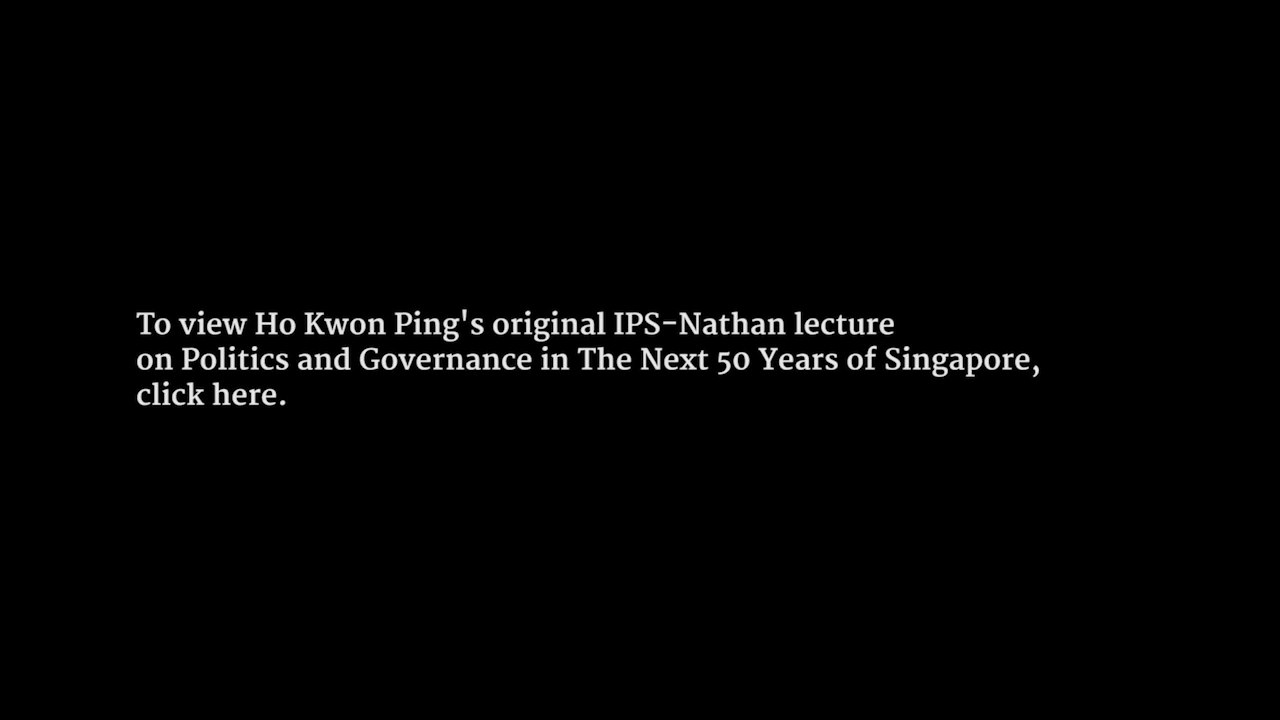 To view Ho Kwon Ping's original IPS-Nathan lecture
on Politics and Governance in The Next 50 Years of Singapore,
click here.